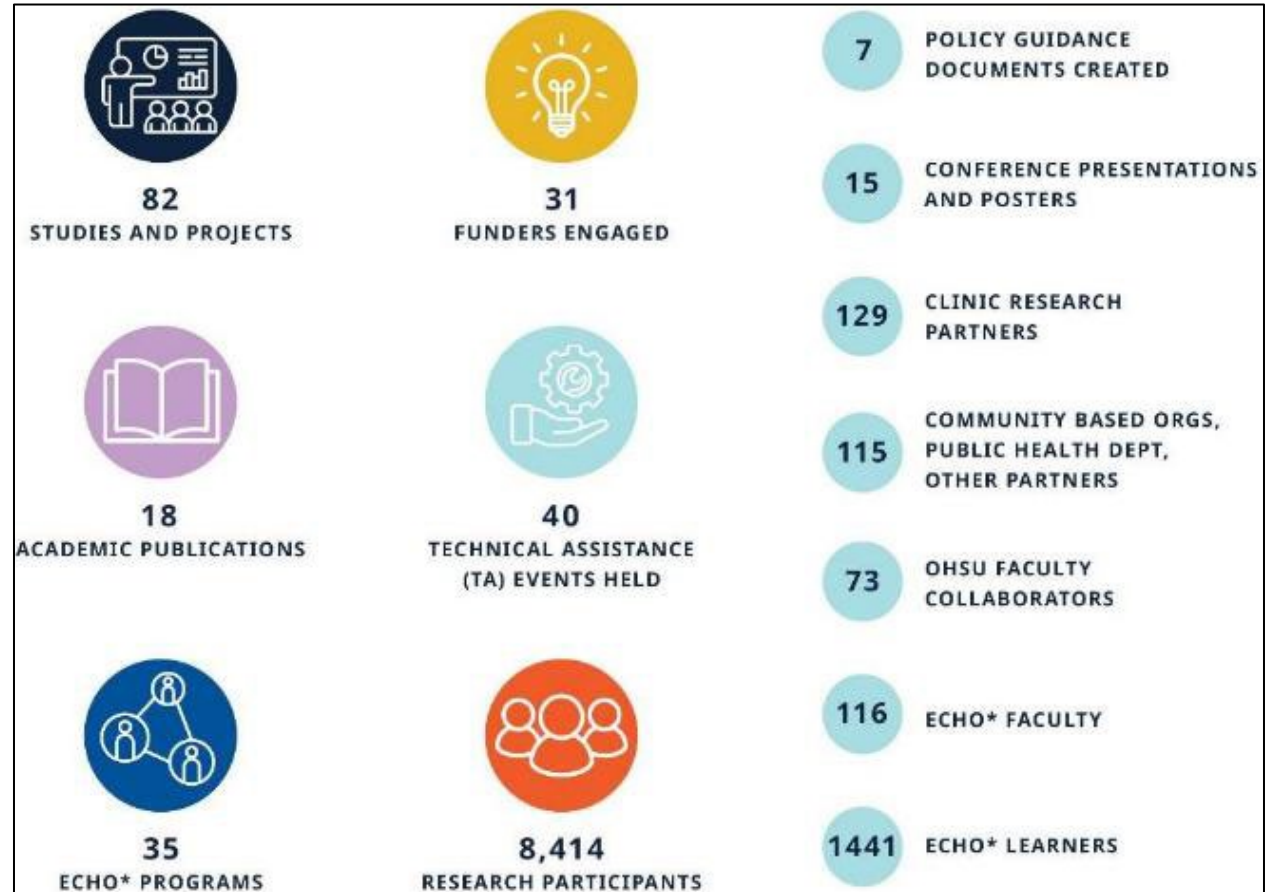 82
STUDIES AND PROJECTS
31
FUNDERS ENGAGED
18
ACADEMIC PUBLICATIONS
40
TECHNICAL ASSISTANCE
(TA) EVENTS HELD
35
ECHO* PROGRAMS
8,414
RESEARCH PARTICIPANTS
7
POLICY GUIDANCE
DOCUMENTS CREATED
15
CONFERENCE PRESENTATIONS
AND POSTERS
129
CLINIC RESEARCH
PARTNERS
115
COMMUNITY BASED ORGS,
PUBLIC HEALTH DEPT,
OTHER PARTNERS
73
OHSU FACULTY
COLLABORATORS
116
ECHO* FACULTY
1441
ECHO* LEARNERS